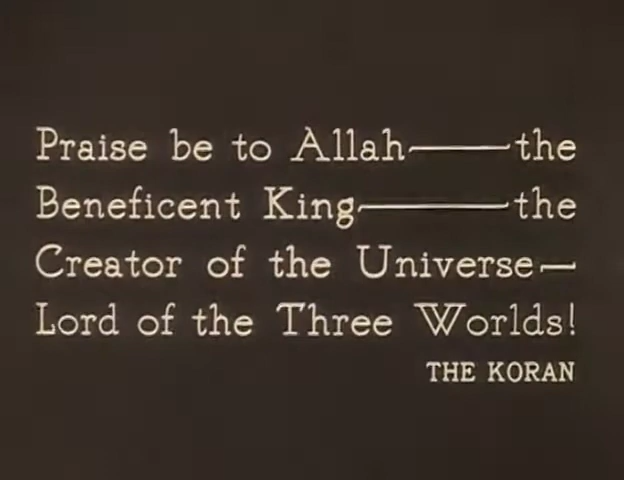 Praise be to Allah—the
Beneficent King—the
Creator of the Universe—
Lord of the Three Worlds!
THE KORAN